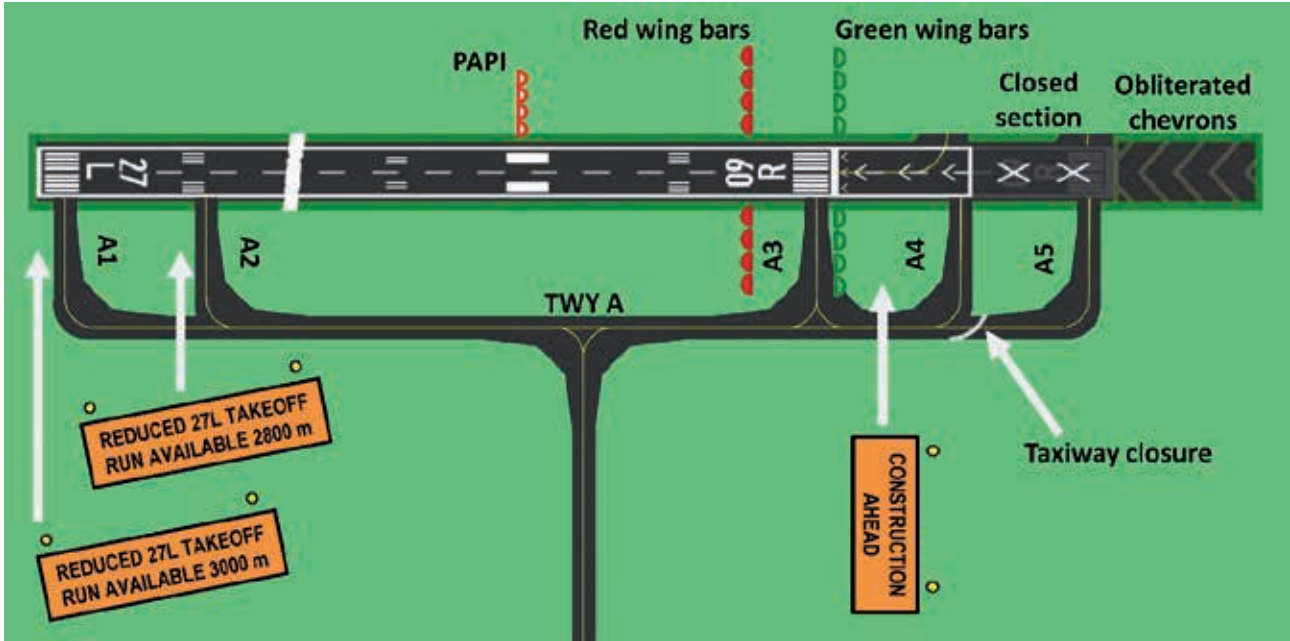 Red wing bars
Green wing bars
PAPI
Closed
section
Obliterated
chevrons
27
L
09
R
R
A1
A2
A3
A4
A5
TWY A
REDUCED 27L TAKEOFF
RUN AVAILABLE 2800 m
REDUCED 27L TAKEOFF
RUN AVAILABLE 3000 m
CONSTRUCTION
AHEAD
Taxiway closure